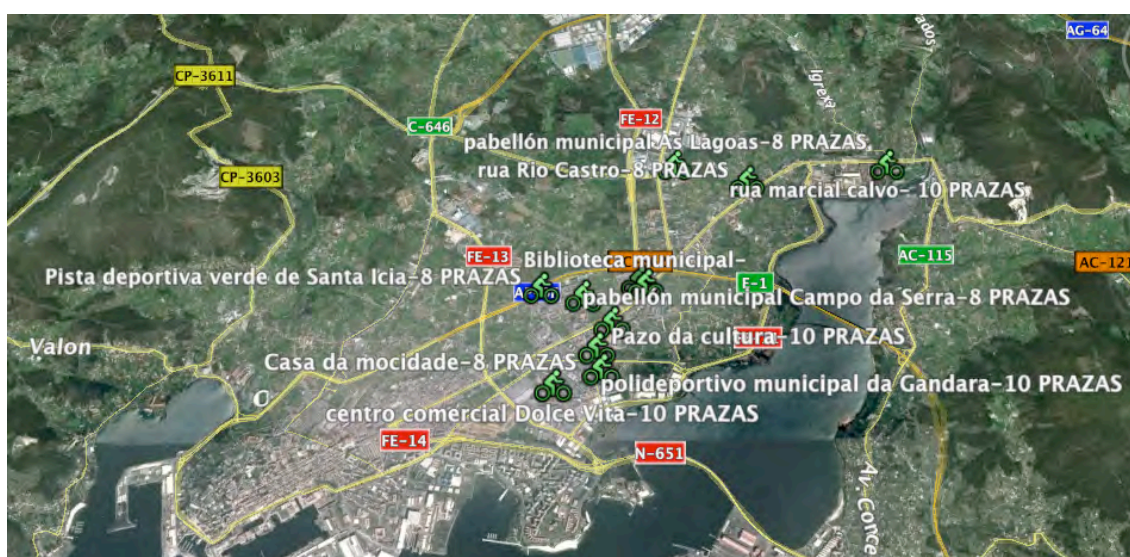 AG-64
CP-3611
C-646
FE-12
Igrexa
pabellón municipal As Lagoas-8 PRAZAS
rua Rio Castro-8 PRAZAS
CP-3603
rua marcial calvo- 10 PRAZAS
FE-13
Biblioteca municipal-
AC-115
AC-121
Pista deportiva verde de Santa Icia-8 PRAZAS
F-1
pabellón municipal Campo da Serra-8 PRAZAS
Valon
Pazo da cultura-10 PRAZAS
Casa da mocidade-8 PRAZAS
polideportivo municipal da Gandara-10 PRAZAS
centro comercial Dolce Vita-10 PRAZAS
FE-14
N-651